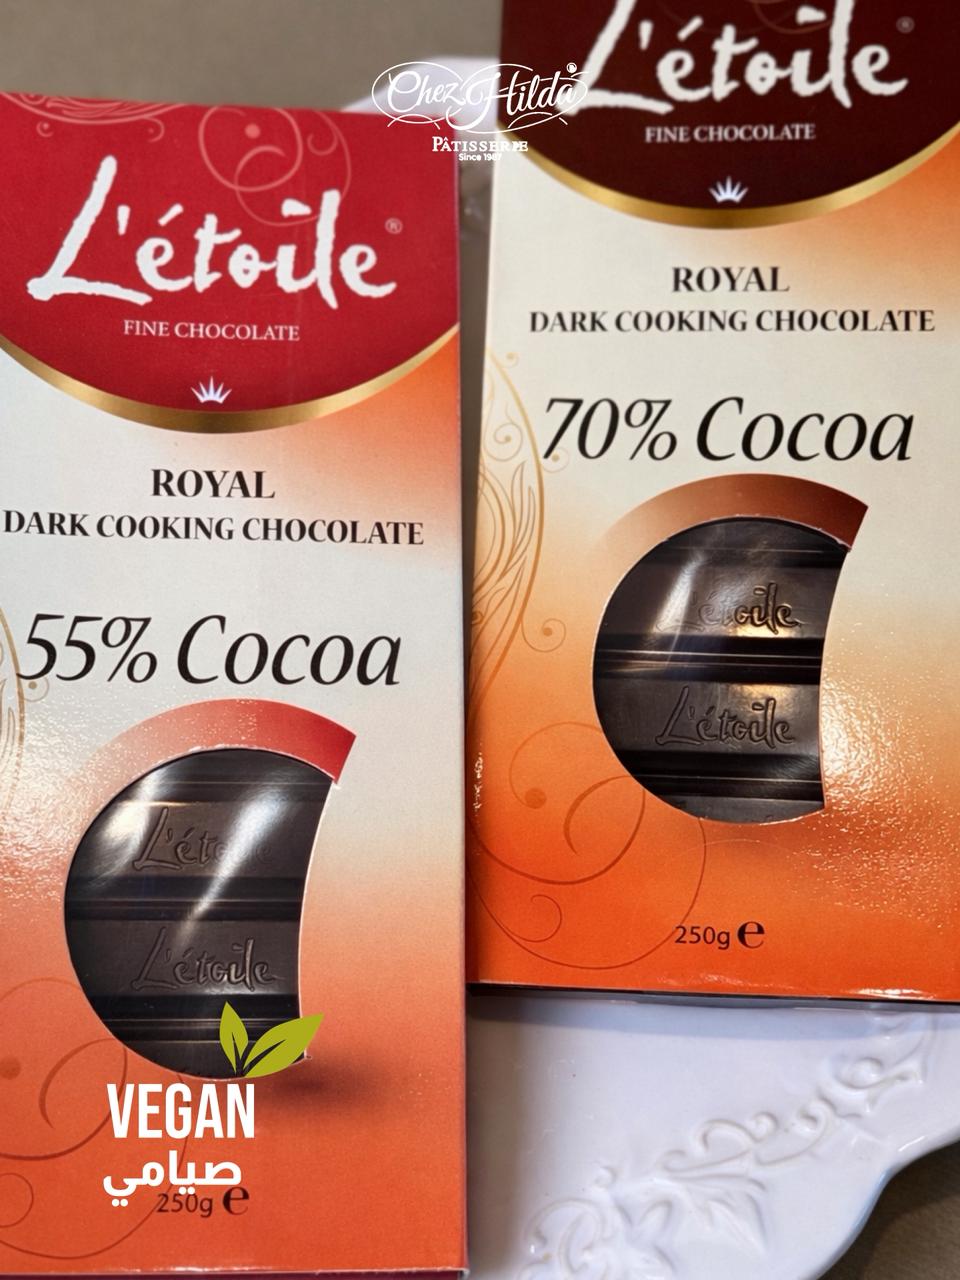 Chez Hilda
PÂTISSERIE
Since 1987
L'étoile®
FINE CHOCOLATE
ROYAL
DARK COOKING CHOCOLATE
55% Cocoa
L'étoile
L'étoile
VEGAN
صيامي
250g e
L'étoile®
FINE CHOCOLATE
ROYAL
DARK COOKING CHOCOLATE
70% Cocoa
L'étoile
L'étoile
250g e